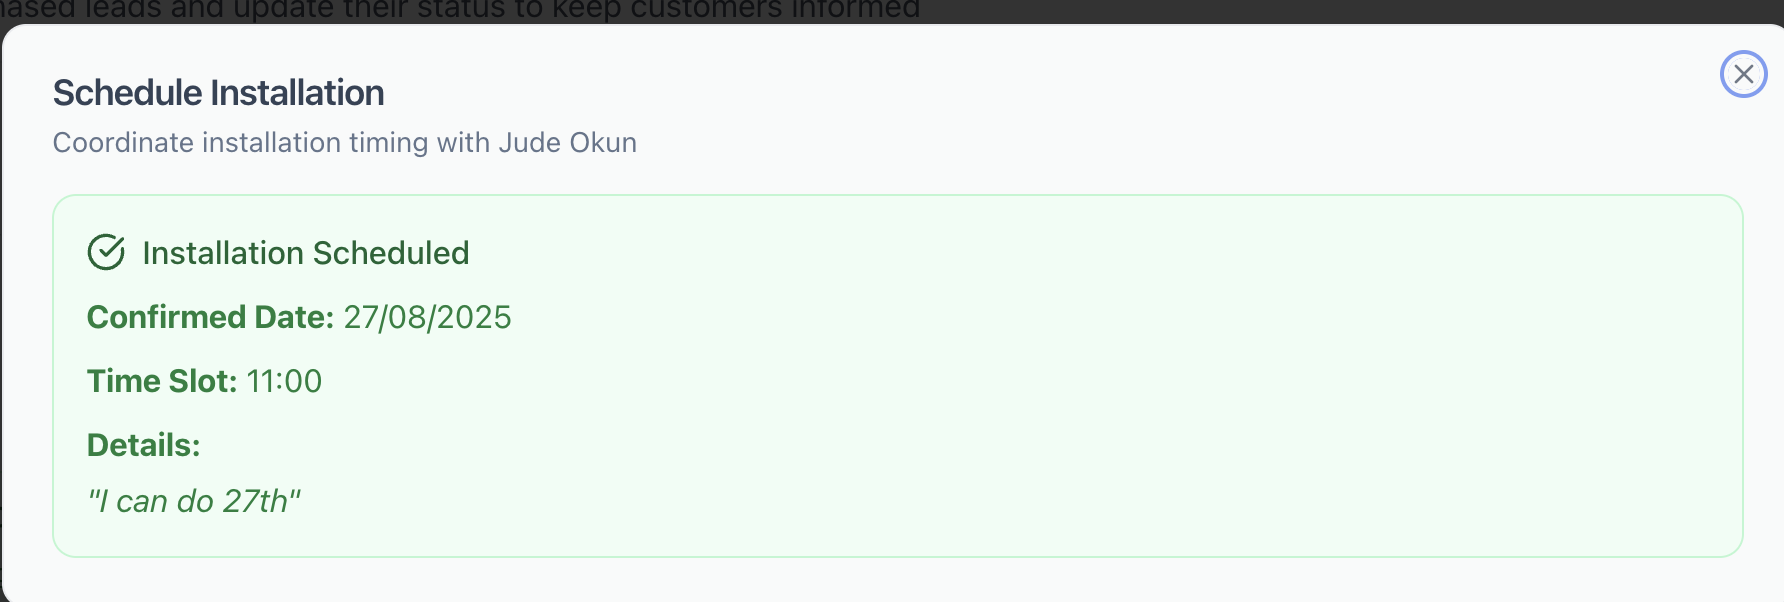 leads and update their status to keep customers informed
Schedule Installation
Coordinate installation timing with Jude Okun
Installation Scheduled
Confirmed Date: 27/08/2025
Time Slot: 11:00
Details:
"I can do 27th"